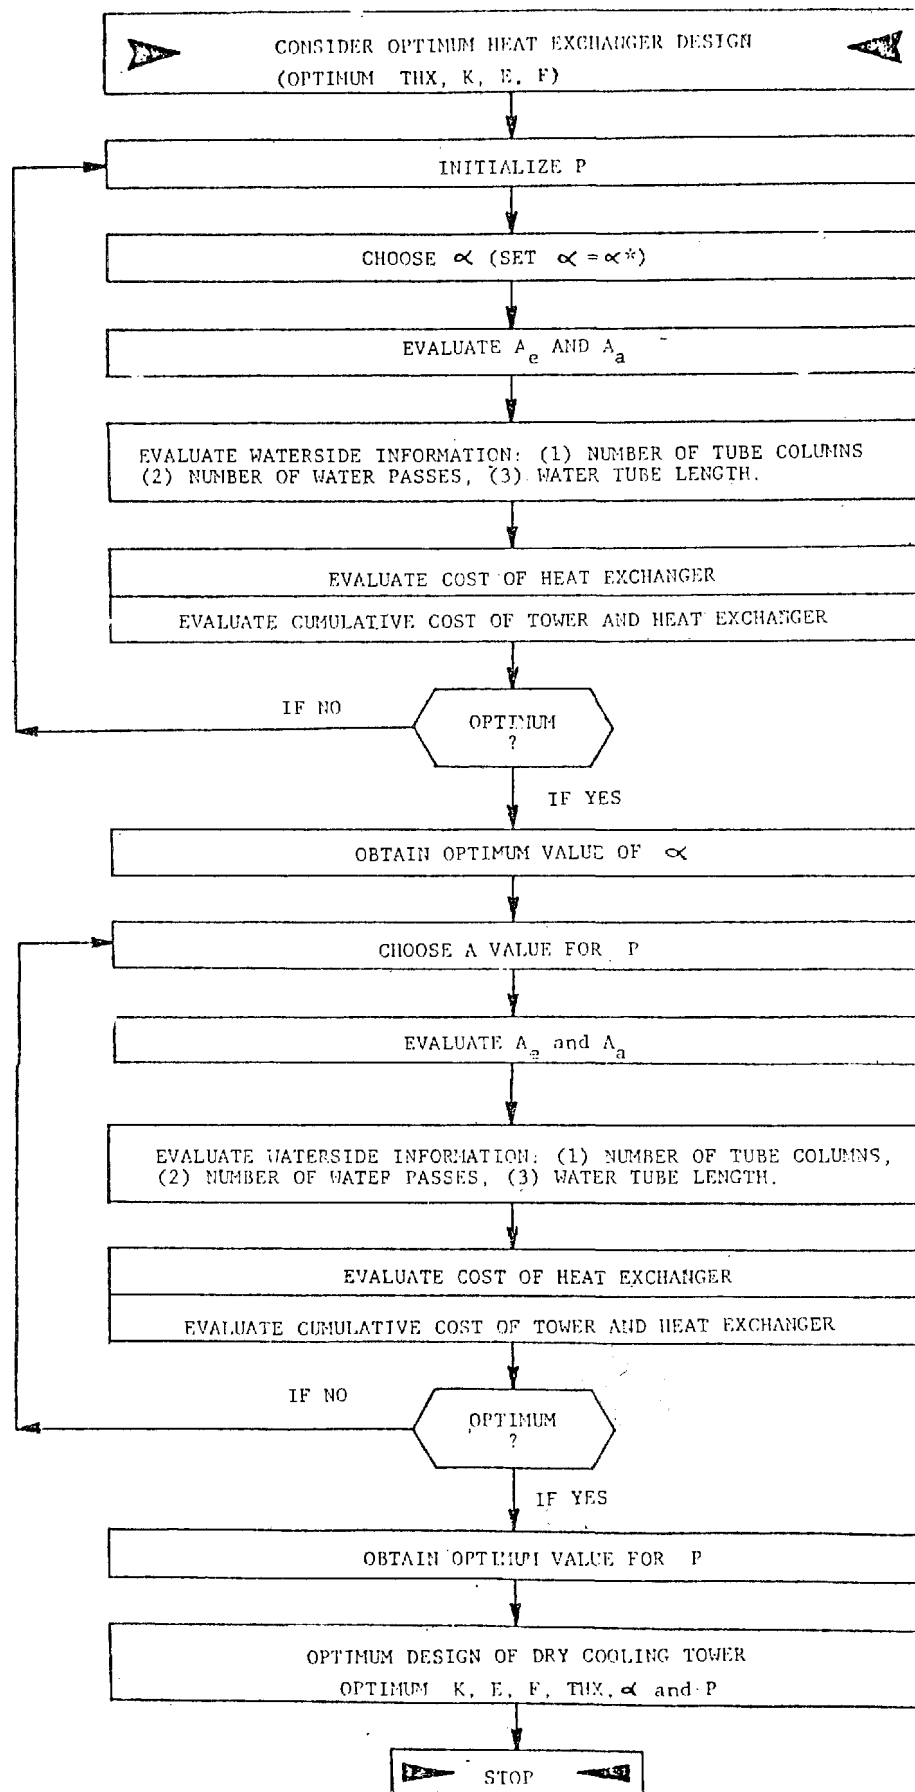 CONSIDER OPTIMUM HEAT EXCHANGER DESIGN
(OPTIMUM THX, K, E, F)
INITIALIZE P
CHOOSE ∝ (SET ∝ = ∝*)
EVALUATE A_e AND A_a
EVALUATE WATERSIDE INFORMATION: (1) NUMBER OF TUBE COLUMNS
(2) NUMBER OF WATER PASSES, (3) WATER TUBE LENGTH.
EVALUATE COST OF HEAT EXCHANGER
EVALUATE CUMULATIVE COST OF TOWER AND HEAT EXCHANGER
IF NO
OPTIMUM
?
IF YES
OBTAIN OPTIMUM VALUE OF ∝
CHOOSE A VALUE FOR P
EVALUATE A_e and A_a
EVALUATE WATERSIDE INFORMATION: (1) NUMBER OF TUBE COLUMNS,
(2) NUMBER OF WATER PASSES, (3) WATER TUBE LENGTH.
EVALUATE COST OF HEAT EXCHANGER
EVALUATE CUMULATIVE COST OF TOWER AND HEAT EXCHANGER
IF NO
OPTIMUM
?
IF YES
OBTAIN OPTIMUM VALUE FOR P
OPTIMUM DESIGN OF DRY COOLING TOWER
OPTIMUM K, E, F, THX, ∝ and P
STOP